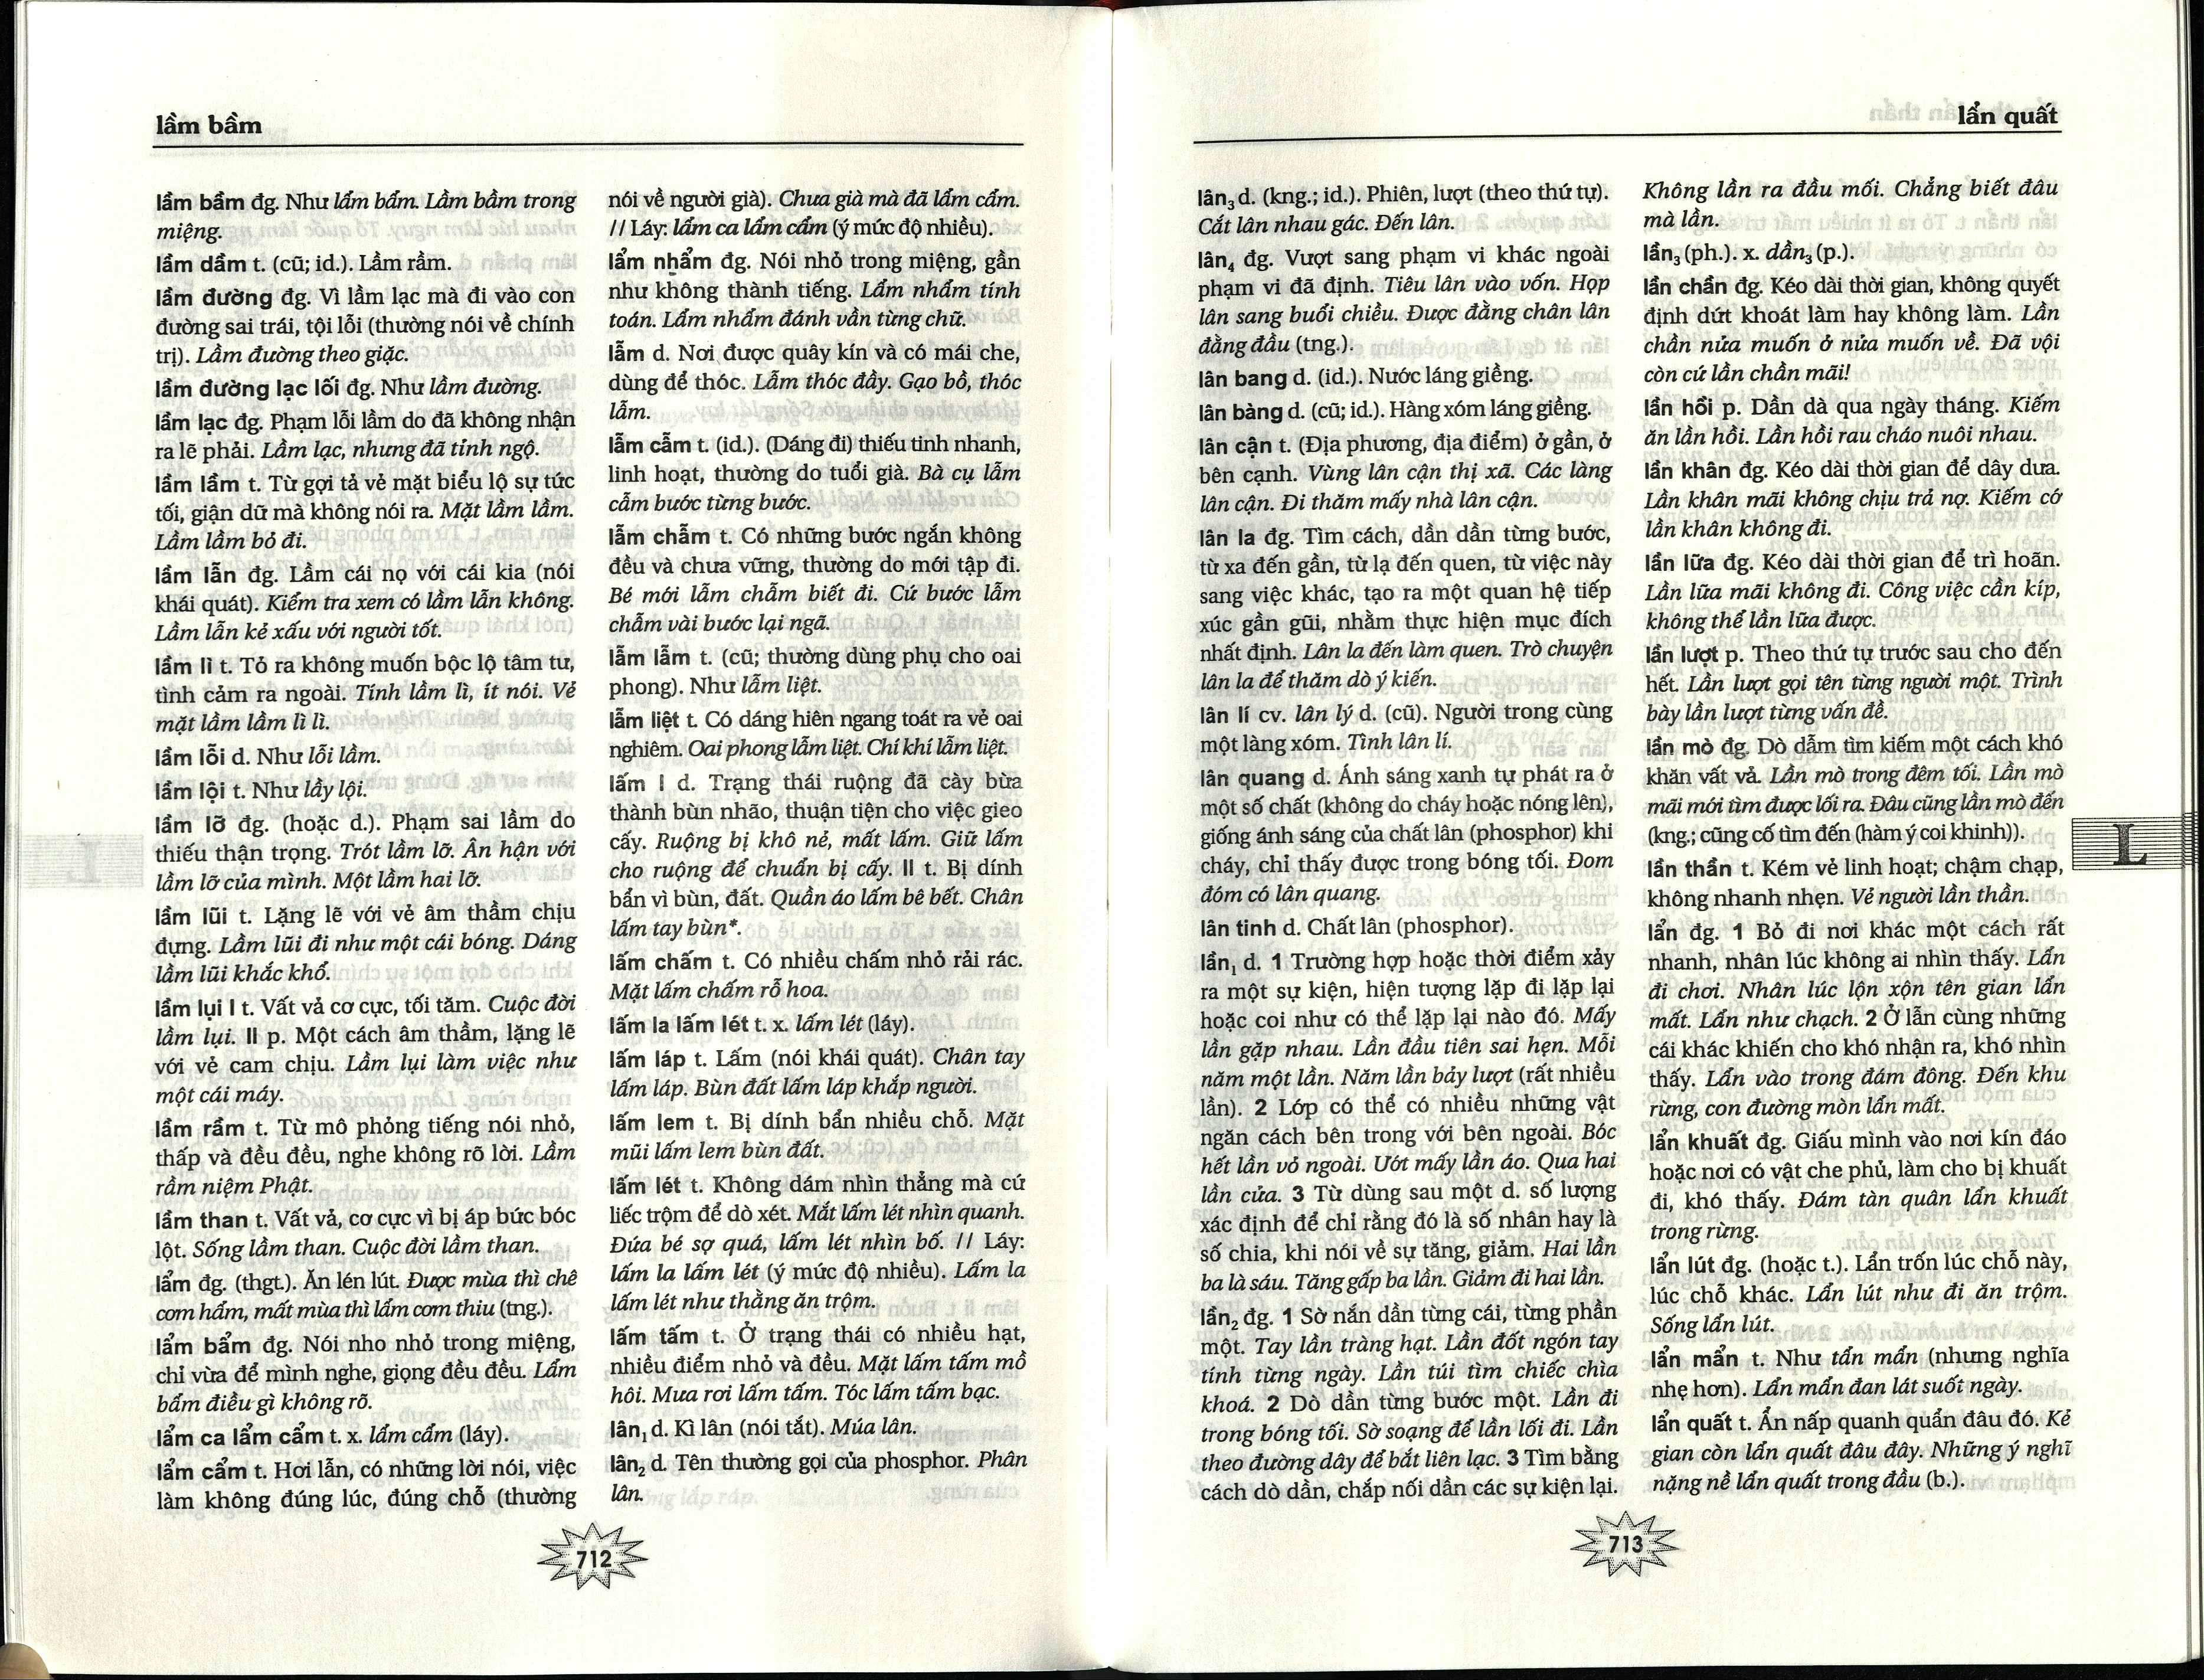 lầm bầm
lầm bầm đg. Như lẩm bẩm. Lầm bầm trong
miệng.
lầm dầm t. (cũ; id.). Lầm rầm.
lầm đường đg. Vì lầm lạc mà đi vào con
đường sai trái, tội lỗi (thường nói về chính
trị). Lầm đường theo giặc.
lầm đường lạc lối đg. Như lầm đường.
lầm lạc đg. Phạm lỗi lầm do đã không nhận
ra lẽ phải. Lầm lạc, nhưng đã tỉnh ngộ.
lầm lầm t. Từ gợi tả vẻ mặt biểu lộ sự tức
tối, giận dữ mà không nói ra. Mặt lầm lầm.
Lầm lầm bỏ đi.
lầm lẫn đg. Lầm cái nọ với cái kia (nói
khái quát). Kiểm tra xem có lầm lẫn không.
Lầm lẫn kẻ xấu với người tốt.
lầm lì t. Tỏ ra không muốn bộc lộ tâm tư,
tình cảm ra ngoài. Tính lầm lì, ít nói. Vẻ
mặt lầm lầm lì lì.
lầm lỗi d. Như lỗi lầm.
lầm lội t. Như lầy lội.
lầm lỡ đg. (hoặc d.). Phạm sai lầm do
thiếu thận trọng. Trót lầm lỡ. Ân hận với
lầm lỡ của mình. Một lầm hai lỡ.
lầm lũi t. Lặng lẽ với vẻ âm thầm chịu
đựng. Lầm lũi đi như một cái bóng. Dáng
lầm lũi khắc khổ.
lầm lụi I t. Vất vả cơ cực, tối tăm. Cuộc đời
lầm lụi. II p. Một cách âm thầm, lặng lẽ
với vẻ cam chịu. Lầm lụi làm việc như
một cái máy.
lầm rầm t. Từ mô phỏng tiếng nói nhỏ,
thấp và đều đều, nghe không rõ lời. Lầm
rầm niệm Phật.
lầm than t. Vất vả, cơ cực vì bị áp bức bóc
lột. Sống lầm than. Cuộc đời lầm than.
lẩm đg. (thgt.). Ăn lén lút. Được mùa thì chê
cơm hẩm, mất mùa thì lẩm cơm thiu (tng.).
lẩm bẩm đg. Nói nho nhỏ trong miệng,
chỉ vừa để mình nghe, giọng đều đều. Lẩm
bẩm điều gì không rõ.
lẩm ca lẩm cẩm t. x. lẩm cẩm (láy).
lẩm cẩm t. Hơi lẫn, có những lời nói, việc
làm không đúng lúc, đúng chỗ (thường
nói về người già). Chưa già mà đã lẩm cẩm.
// Láy: lẩm ca lẩm cẩm (ý mức độ nhiều).
lẩm nhẩm đg. Nói nhỏ trong miệng, gần
như không thành tiếng. Lẩm nhẩm tính
toán. Lẩm nhẩm đánh vần từng chữ.
lẫm d. Nơi được quây kín và có mái che,
dùng để thóc. Lẫm thóc đầy. Gạo bồ, thóc
lẫm.
lẫm cẫm t. (id.). (Dáng đi) thiếu tinh nhanh,
linh hoạt, thường do tuổi già. Bà cụ lẫm
cẫm bước từng bước.
lẫm chẫm t. Có những bước ngắn không
đều và chưa vững, thường do mới tập đi.
Bé mới lẫm chẫm biết đi. Cứ bước lẫm
chẫm vài bước lại ngã.
lẫm lẫm t. (cũ; thường dùng phụ cho oai
phong). Như lẫm liệt.
lẫm liệt t. Có dáng hiên ngang toát ra vẻ oai
nghiêm. Oai phong lẫm liệt. Chí khí lẫm liệt.
lấm I d. Trạng thái ruộng đã cày bừa
thành bùn nhão, thuận tiện cho việc gieo
cấy. Ruộng bị khô nẻ, mất lấm. Giữ lấm
cho ruộng để chuẩn bị cấy. II t. Bị dính
bẩn vì bùn, đất. Quần áo lấm bê bết. Chân
lấm tay bùn*.
lấm chấm t. Có nhiều chấm nhỏ rải rác.
Mặt lấm chấm rỗ hoa.
lấm la lấm lét t. x. lấm lét (láy).
lấm láp t. Lấm (nói khái quát). Chân tay
lấm láp. Bùn đất lấm láp khắp người.
lấm lem t. Bị dính bẩn nhiều chỗ. Mặt
mũi lấm lem bùn đất.
lấm lét t. Không dám nhìn thẳng mà cứ
liếc trộm để dò xét. Mắt lấm lét nhìn quanh.
Đứa bé sợ quá, lấm lét nhìn bố. // Láy:
lấm la lấm lét (ý mức độ nhiều). Lấm la
lấm lét như thằng ăn trộm.
lấm tấm t. Ở trạng thái có nhiều hạt,
nhiều điểm nhỏ và đều. Mặt lấm tấm mồ
hôi. Mưa rơi lấm tấm. Tóc lấm tấm bạc.
lân₁ d. Kì lân (nói tắt). Múa lân.
lân₂ d. Tên thường gọi của phosphor. Phân
lân.
712
lẩn quất
lân₃ d. (kng.; id.). Phiên, lượt (theo thứ tự).
Cắt lân nhau gác. Đến lân.
lân₄ đg. Vượt sang phạm vi khác ngoài
phạm vi đã định. Tiêu lân vào vốn. Họp
lân sang buổi chiều. Được đằng chân lân
đằng đầu (tng.).
lân bang d. (id.). Nước láng giềng.
lân bàng d. (cũ; id.). Hàng xóm láng giềng.
lân cận t. (Địa phương, địa điểm) ở gần, ở
bên cạnh. Vùng lân cận thị xã. Các làng
lân cận. Đi thăm mấy nhà lân cận.
lân la đg. Tìm cách, dần dần từng bước,
từ xa đến gần, từ lạ đến quen, từ việc này
sang việc khác, tạo ra một quan hệ tiếp
xúc gần gũi, nhằm thực hiện mục đích
nhất định. Lân la đến làm quen. Trò chuyện
lân la để thăm dò ý kiến.
lân lí cv. lân lý d. (cũ). Người trong cùng
một làng xóm. Tình lân lí.
lân quang d. Ánh sáng xanh tự phát ra ở
một số chất (không do cháy hoặc nóng lên),
giống ánh sáng của chất lân (phosphor) khi
cháy, chỉ thấy được trong bóng tối. Đom
đóm có lân quang.
lân tinh d. Chất lân (phosphor).
lần₁ d. 1 Trường hợp hoặc thời điểm xảy
ra một sự kiện, hiện tượng lặp đi lặp lại
hoặc coi như có thể lặp lại nào đó. Mấy
lần gặp nhau. Lần đầu tiên sai hẹn. Mỗi
năm một lần. Năm lần bảy lượt (rất nhiều
lần). 2 Lớp có thể có nhiều những vật
ngăn cách bên trong với bên ngoài. Bóc
hết lần vỏ ngoài. Ướt mấy lần áo. Qua hai
lần cửa. 3 Từ dùng sau một d. số lượng
xác định để chỉ rằng đó là số nhân hay là
số chia, khi nói về sự tăng, giảm. Hai lần
ba là sáu. Tăng gấp ba lần. Giảm đi hai lần.
lần₂ đg. 1 Sờ nắn dần từng cái, từng phần
một. Tay lần tràng hạt. Lần đốt ngón tay
tính từng ngày. Lần túi tìm chiếc chìa
khoá. 2 Dò dần từng bước một. Lần đi
trong bóng tối. Sờ soạng để lần lối đi. Lần
theo đường dây để bắt liên lạc. 3 Tìm bằng
cách dò dần, chắp nối dần các sự kiện lại.
Không lần ra đầu mối. Chẳng biết đâu
mà lần.
lần₃ (ph.). x. dần₃ (p.).
lần chần đg. Kéo dài thời gian, không quyết
định dứt khoát làm hay không làm. Lần
chần nửa muốn ở nửa muốn về. Đã vội
còn cứ lần chần mãi!
lần hồi p. Dần dà qua ngày tháng. Kiếm
ăn lần hồi. Lần hồi rau cháo nuôi nhau.
lần khân đg. Kéo dài thời gian để dây dưa.
Lần khân mãi không chịu trả nợ. Kiếm cớ
lần khân không đi.
lần lữa đg. Kéo dài thời gian để trì hoãn.
Lần lữa mãi không đi. Công việc cần kíp,
không thể lần lữa được.
lần lượt p. Theo thứ tự trước sau cho đến
hết. Lần lượt gọi tên từng người một. Trình
bày lần lượt từng vấn đề.
lần mò đg. Dò dẫm tìm kiếm một cách khó
khăn vất vả. Lần mò trong đêm tối. Lần mò
mãi mới tìm được lối ra. Đâu cũng lần mò đến
(kng.; cũng cố tìm đến (hàm ý coi khinh)).
lần thần t. Kém vẻ linh hoạt; chậm chạp,
không nhanh nhẹn. Vẻ người lần thần.
lẩn đg. 1 Bỏ đi nơi khác một cách rất
nhanh, nhân lúc không ai nhìn thấy. Lẩn
đi chơi. Nhân lúc lộn xộn tên gian lẩn
mất. Lẩn như chạch. 2 Ở lẫn cùng những
cái khác khiến cho khó nhận ra, khó nhìn
thấy. Lẩn vào trong đám đông. Đến khu
rừng, con đường mòn lẩn mất.
lẩn khuất đg. Giấu mình vào nơi kín đáo
hoặc nơi có vật che phủ, làm cho bị khuất
đi, khó thấy. Đám tàn quân lẩn khuất
trong rừng.
lẩn lút đg. (hoặc t.). Lẩn trốn lúc chỗ này,
lúc chỗ khác. Lẩn lút như đi ăn trộm.
Sống lẩn lút.
lẩn mẩn t. Như tẩn mẩn (nhưng nghĩa
nhẹ hơn). Lẩn mẩn đan lát suốt ngày.
lẩn quất t. Ẩn nấp quanh quẩn đâu đó. Kẻ
gian còn lẩn quất đâu đây. Những ý nghĩ
nặng nề lẩn quất trong đầu (b.).
L
713